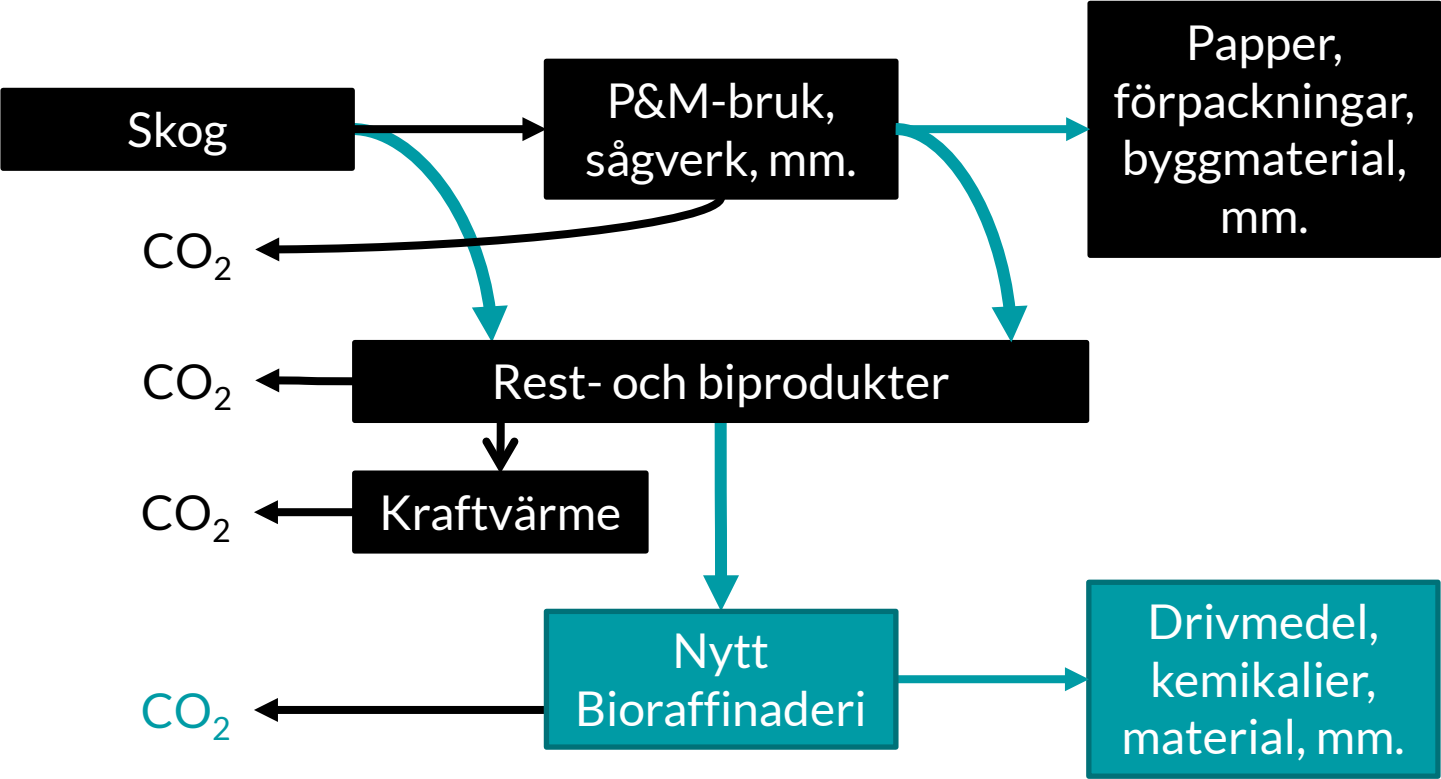 Skog
P&M-bruk,
sågverk, mm.
Papper,
förpackningar,
byggmaterial,
mm.
CO₂
CO₂
Rest- och biprodukter
CO₂
Kraftvärme
CO₂
Nytt
Bioraffinaderi
Drivmedel,
kemikalier,
material, mm.